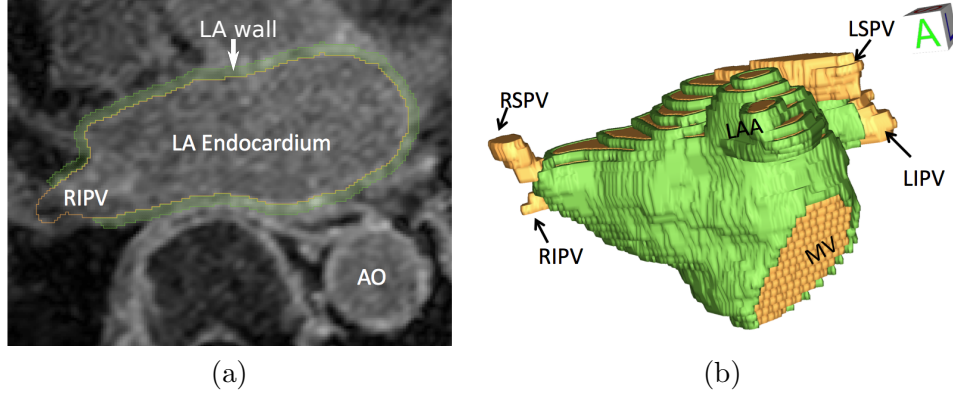 LA wall
LA Endocardium
RIPV
AO
(a)
A
LSPV
RSPV
LAA
LIPV
RIPV
MV
(b)